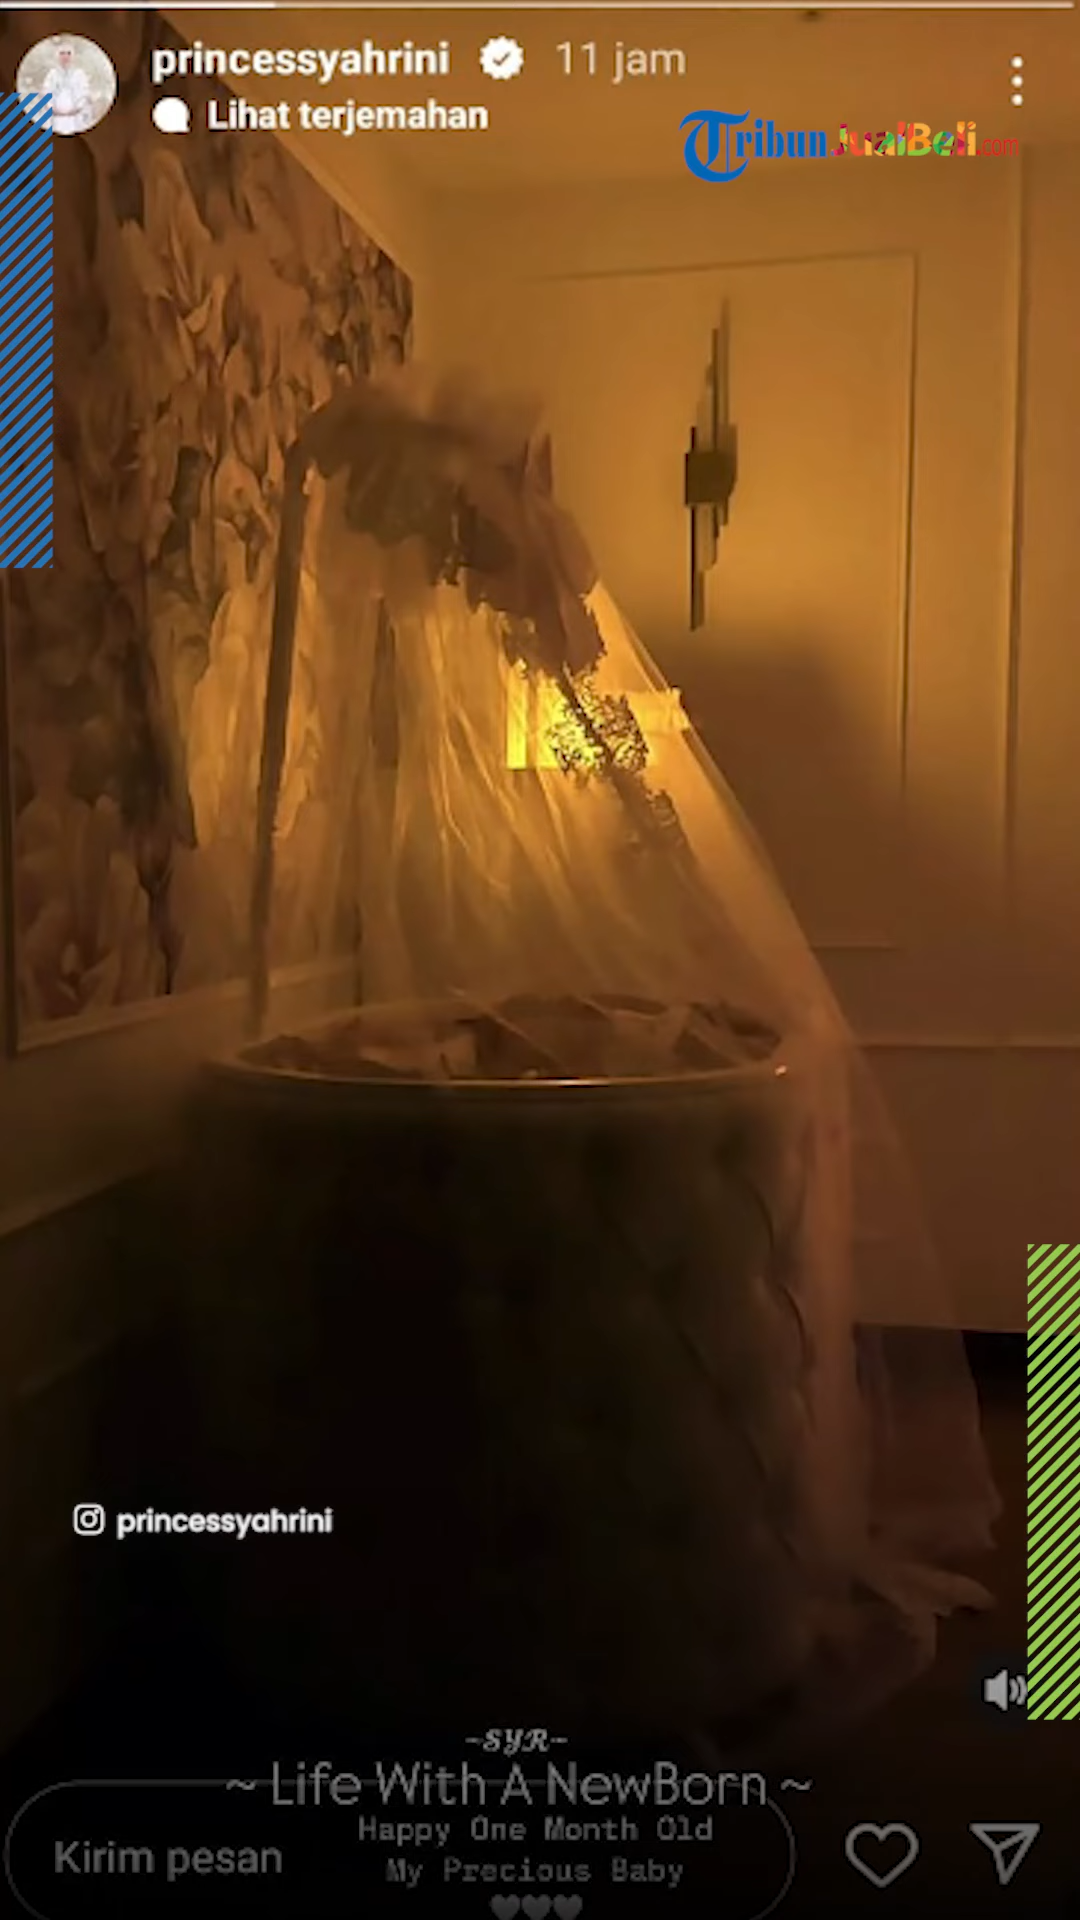 princessyahrini 11 jam
Lihat terjemahan
TribunJualBeli.com
princessyahrini
~SYR~
~ Life With A NewBorn ~
Happy One Month Old
Kirim pesan
My Precious Baby